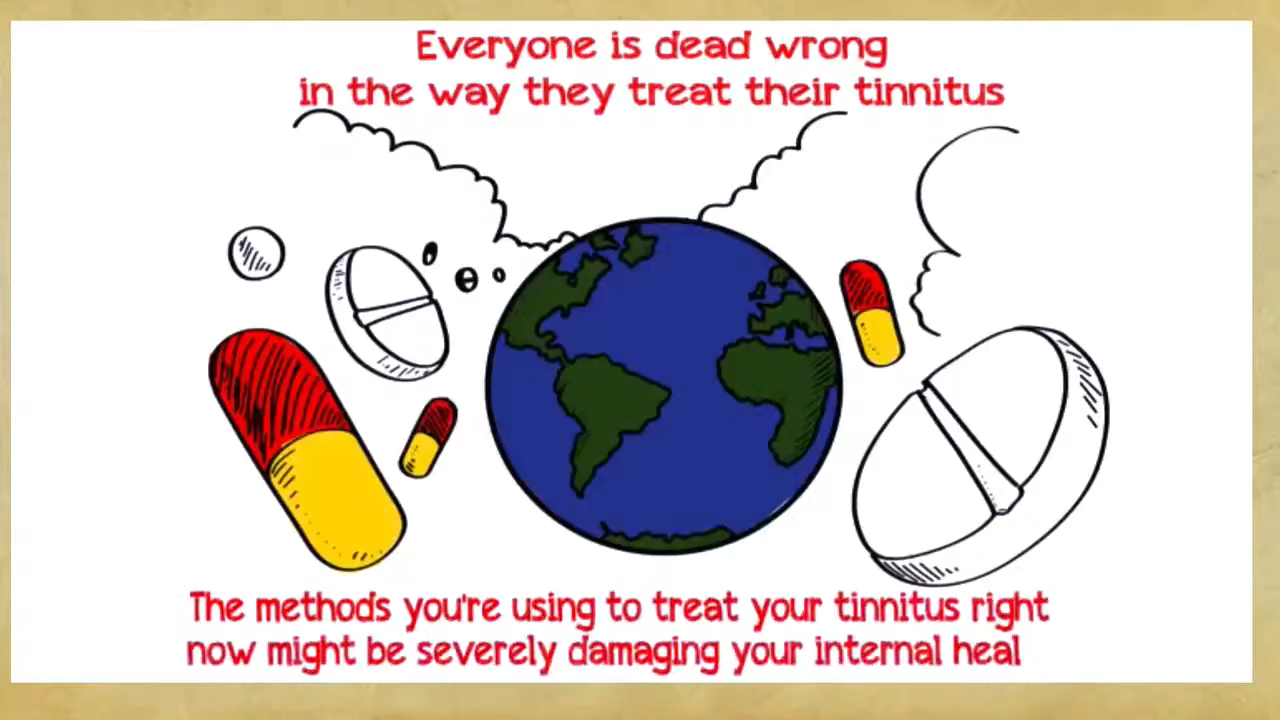 Everyone is dead wrong
in the way they treat their tinnitus
The methods you're using to treat your tinnitus right
now might be severely damaging your internal heal